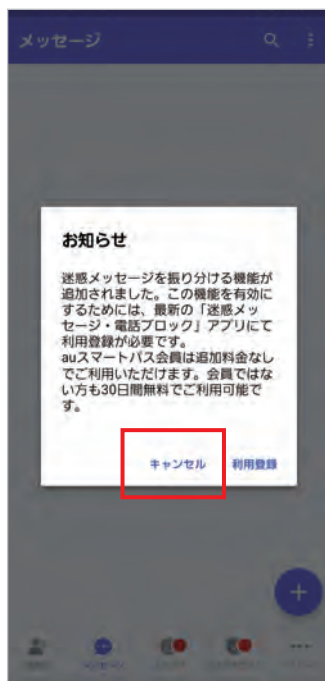 メッセージ
お知らせ
迷惑メッセージを振り分ける機能が
追加されました。この機能を有効に
するためには、最新の「迷惑メッ
セージ・電話ブロック」アプリにて
利用登録が必要です。
auスマートパス会員は追加料金なし
でご利用いただけます。会員ではな
い方も30日間無料でご利用可能で
す。
キャンセル 利用登録